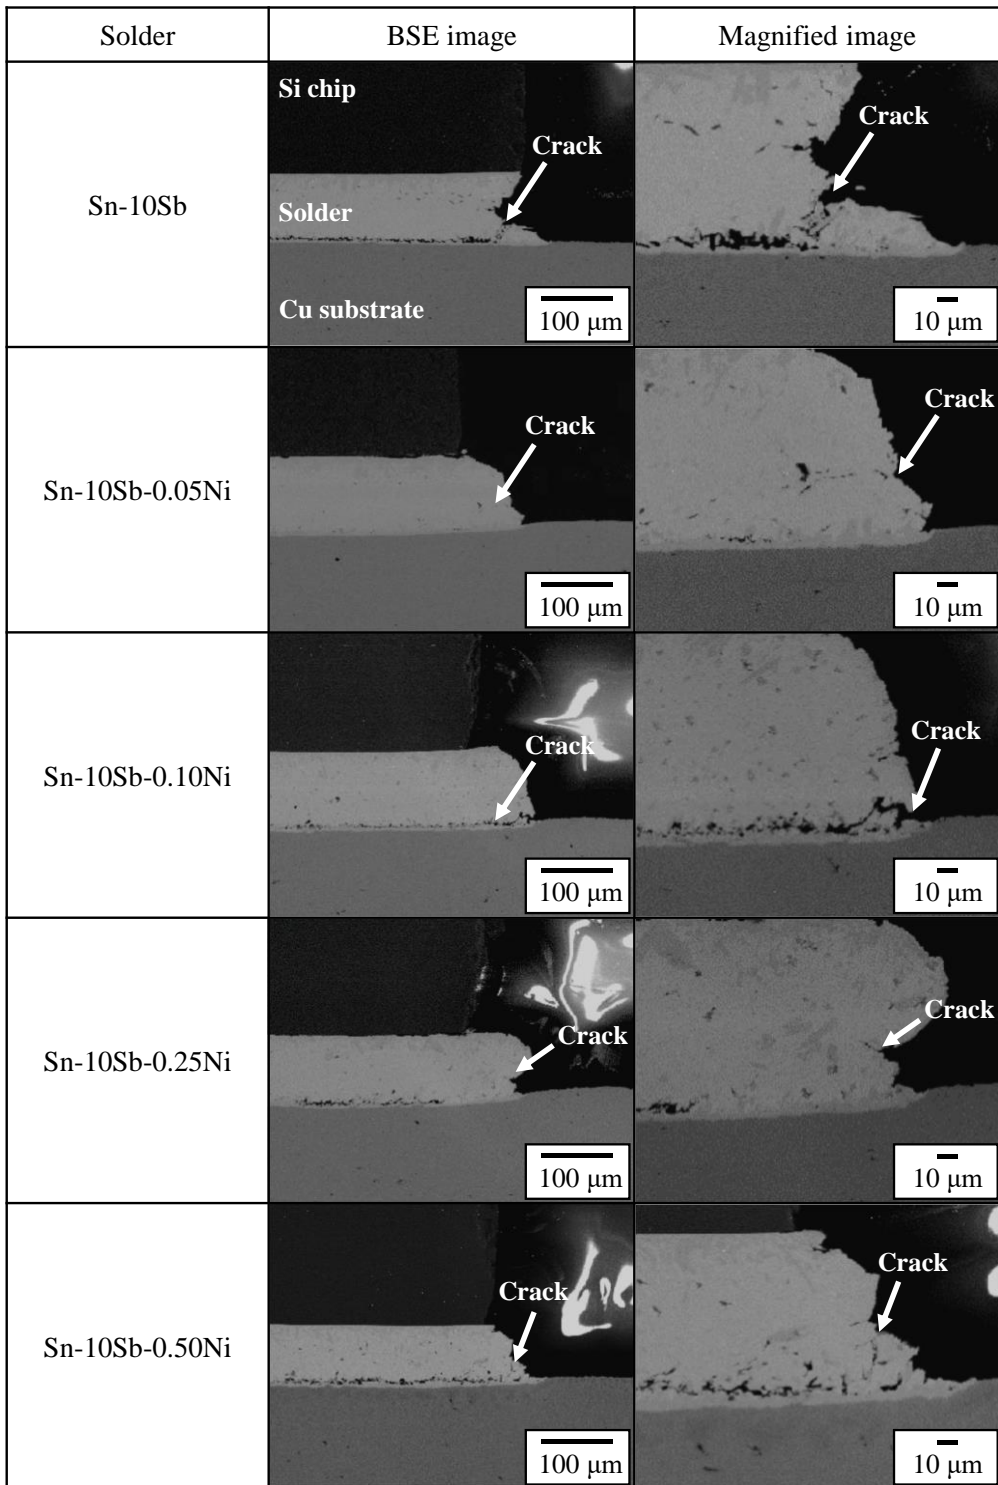 Solder
BSE image
Magnified image
Sn-10Sb
Si chip
Crack
Solder
Cu substrate
100 μm
Crack
10 μm
Sn-10Sb-0.05Ni
Crack
100 μm
Crack
10 μm
Sn-10Sb-0.10Ni
Crack
100 μm
Crack
10 μm
Sn-10Sb-0.25Ni
Crack
100 μm
Crack
10 μm
Sn-10Sb-0.50Ni
Crack
100 μm
Crack
10 μm